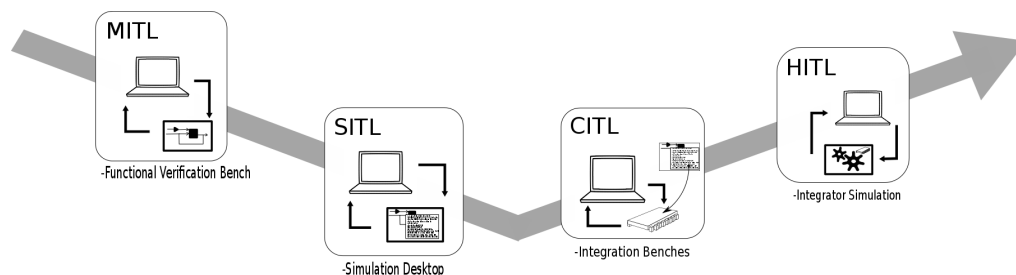 MITL
-Functional Verification Bench
SITL
-Simulation Desktop
CITL
-Integration Benches
HITL
-Integrator Simulation